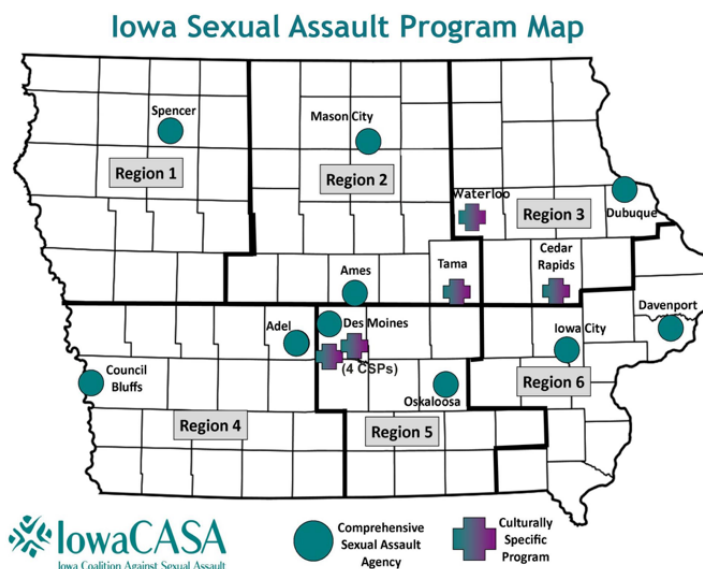 Iowa Sexual Assault Program Map
Spencer
Mason City
Region 1
Region 2
Waterloo
Region 3
Dubuque
Ames
Tama
Cedar
Rapids
Davenport
Adel
Des Moines
(4 CSPs)
Iowa City
Council
Bluffs
Oskaloosa
Region 6
Region 4
Region 5
IowaCASA
Iowa Coalition Against Sexual Assault
Comprehensive
Sexual Assault
Agency
Culturally
Specific
Program